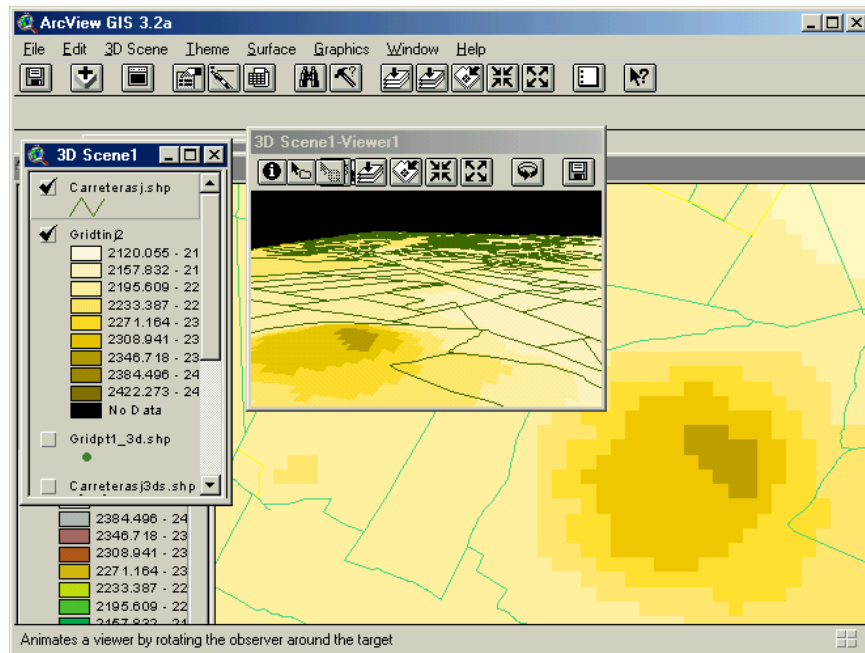 ArcView GIS 3.2a
File Edit 3D Scene Theme Surface Graphics Window Help
3D Scene1
Carreterasj.shp
Gridtinj2
2120.055 - 21
2157.832 - 21
2195.609 - 22
2233.387 - 22
2271.164 - 23
2308.941 - 23
2346.718 - 23
2384.496 - 24
2422.273 - 24
No Data
Gridpt1_3d.shp
Carreterasj3ds.shp
3D Scene1-Viewer1
2384.496 - 24
2346.718 - 23
2308.941 - 23
2271.164 - 23
2233.387 - 22
2195.609 - 22
2157.832 - 21
Animates a viewer by rotating the observer around the target